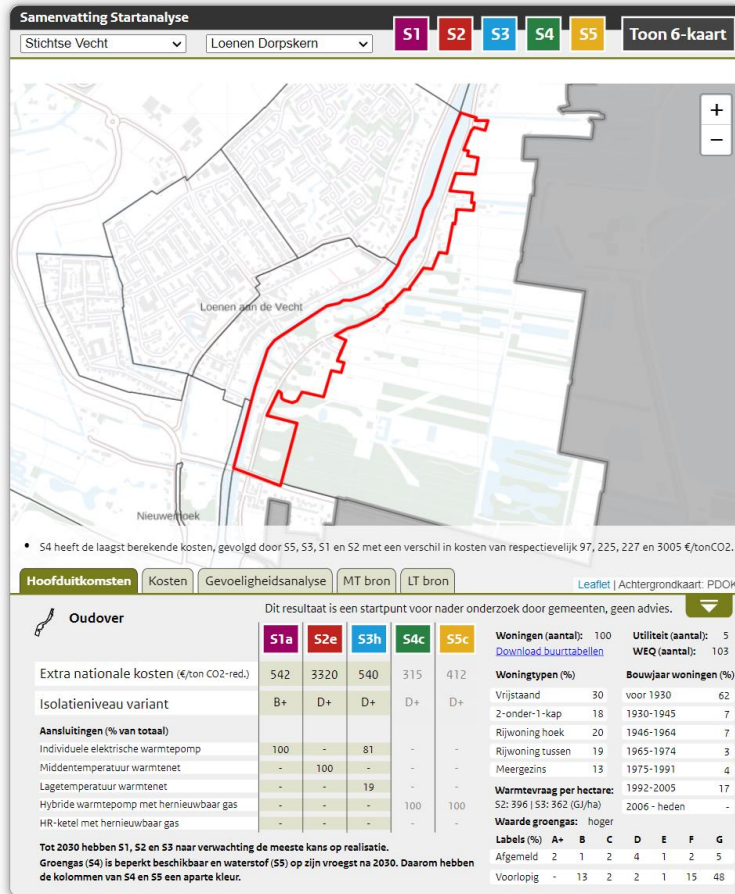 Samenvatting Startanalyse
Stichtse Vecht
Loenen Dorpskern
S1
S2
S3
S4
S5
Toon 6-kaart
+
−
Loenen aan de Vecht
Nieuwerhoek
• S4 heeft de laagst berekende kosten, gevolgd door S5, S3, S1 en S2 met een verschil in kosten van respectievelijk 97, 225, 227 en 3005 €/tonCO2.
Hoofduitkomsten
Kosten
Gevoeligheidsanalyse
MT bron
LT bron
Leaflet | Achtergrondkaart: PDOK
Oudover
Dit resultaat is een startpunt voor nader onderzoek door gemeenten, geen advies.
S1a S2e S3h S4c S5c
Extra nationale kosten (€/ton CO2-red.) 542 3320 540 315 412
Isolatieniveau variant B+ D+ D+ D+ D+
Aansluitingen (% van totaal)
Individuele elektrische warmtepomp 100 - 81 - -
Middentemperatuur warmtenet - 100 - - -
Lagetemperatuur warmtenet - - 19 - -
Hybride warmtepomp met hernieuwbaar gas - - - 100 100
HR-ketel met hernieuwbaar gas - - - - -
Tot 2030 hebben S1, S2 en S3 naar verwachting de meeste kans op realisatie.
Groengas (S4) is beperkt beschikbaar en waterstof (S5) op zijn vroegst na 2030. Daarom hebben
de kolommen van S4 en S5 een aparte kleur.
Woningen (aantal): 100 Utiliteit (aantal): 5
Download buurttabellen WEQ (aantal): 103
Woningtypen (%) Bouwjaar woningen (%)
Vrijstaand 30 voor 1930 62
2-onder-1-kap 18 1930-1945 7
Rijwoning hoek 20 1946-1964 7
Rijwoning tussen 19 1965-1974 3
Meergezins 13 1975-1991 4
Warmtevraag per hectare: 1992-2005 17
S2: 396 | S3: 362 (GJ/ha) 2006 - heden -
Waarde groengas: hoger
Labels (%) A+ B C D E F G
Afgemeld 2 1 2 4 1 2 5
Voorlopig - 13 2 2 1 15 48